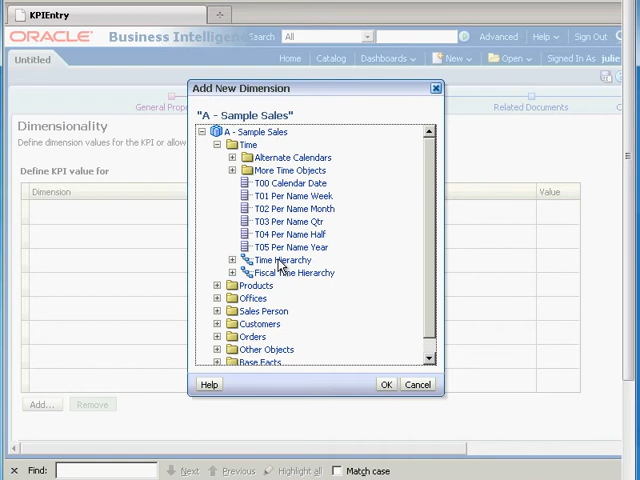 KPIEntry
ORACLE Business Intelligence Search All Advanced Help Sign Out
Untitled Home Catalog Dashboards New Open Signed In As julie
General Prop Related Documents
Dimensionality
Define dimension values for the KPI or allow
Define KPI value for
Dimension Value
Add New Dimension
"A - Sample Sales"
A - Sample Sales
Time
Alternate Calendars
More Time Objects
T00 Calendar Date
T01 Per Name Week
T02 Per Name Month
T03 Per Name Qtr
T04 Per Name Half
T05 Per Name Year
Time Hierarchy
Fiscal Time Hierarchy
Products
Offices
Sales Person
Customers
Orders
Other Objects
Base Facts
Help OK Cancel
Add... Remove
Find: Next Previous Highlight all Match case